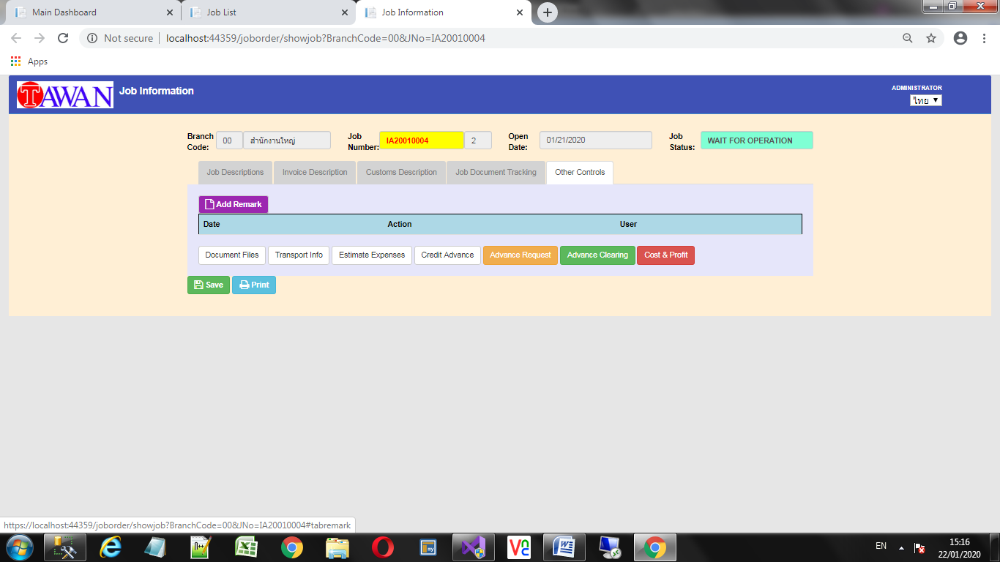 Main Dashboard
Job List
Job Information
Not secure
localhost:44359/joborder/showjob?BranchCode=00&JNo=IA20010004
Apps
TAWAN
Job Information
ADMINISTRATOR
ไทย
Branch Code:
00
สำนักงานใหญ่
Job Number:
IA20010004
2
Open Date:
01/21/2020
Job Status:
WAIT FOR OPERATION
Job Descriptions
Invoice Description
Customs Description
Job Document Tracking
Other Controls
Add Remark
Date
Action
User
Document Files
Transport Info
Estimate Expenses
Credit Advance
Advance Request
Advance Clearing
Cost & Profit
Save
Print
https://localhost:44359/joborder/showjob?BranchCode=00&JNo=IA20010004#tabremark
EN
15:16
22/01/2020